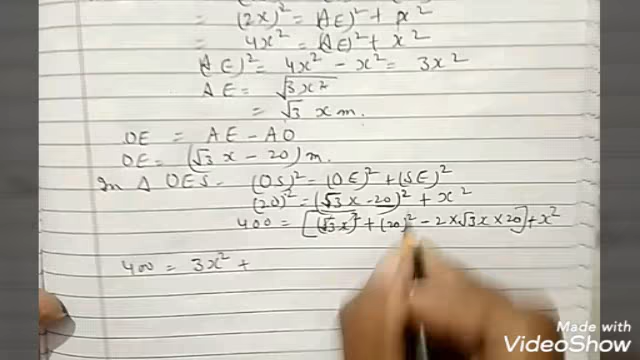 = (2x)² = (AE)² + x²
= 4x² = (AE)² + x²
(AE)² = 4x² - x² = 3x²
AE = √3x²
= √3 x m.
OE = AE - AO
OE = (√3 x - 20) m.
In Δ OES - (OS)² = (OE)² + (SE)²
(20)² = (√3 x - 20)² + x²
400 = [(√3x)² + (20)² - 2 × √3x × 20] + x²
400 = 3x² +
Made with
VideoShow